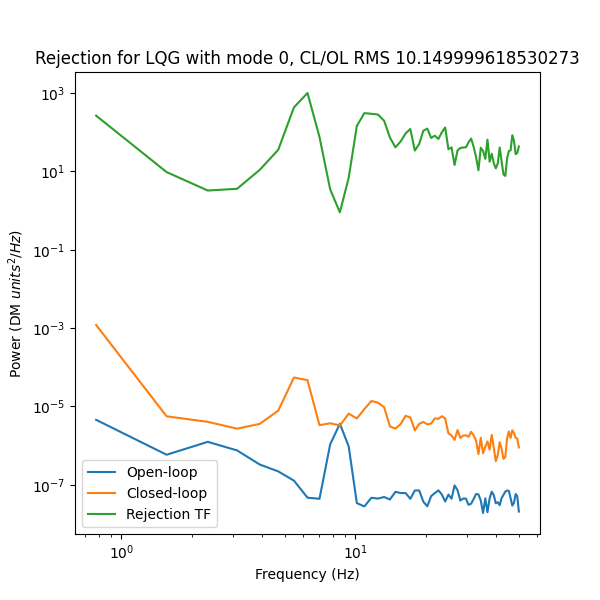 Rejection for LQG with mode 0, CL/OL RMS 10.149999618530273
10³
10¹
10⁻¹
10⁻³
10⁻⁵
10⁻⁷
Power (DM units²/Hz)
Open-loop
Closed-loop
Rejection TF
10⁰
10¹
Frequency (Hz)